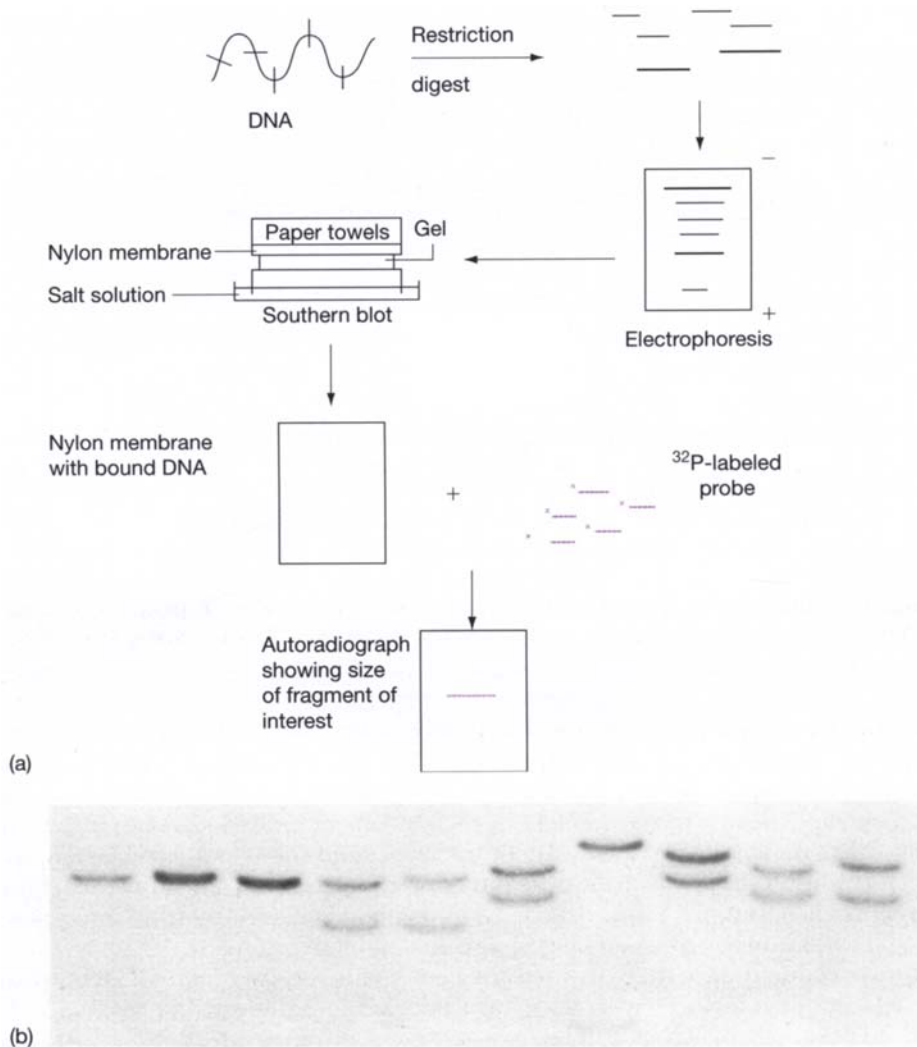 Restriction
digest
DNA
−
+
Electrophoresis
Paper towels
Gel
Nylon membrane
Salt solution
Southern blot
Nylon membrane
with bound DNA
+
³²P-labeled
probe
Autoradiograph
showing size
of fragment of
interest
(a)
(b)